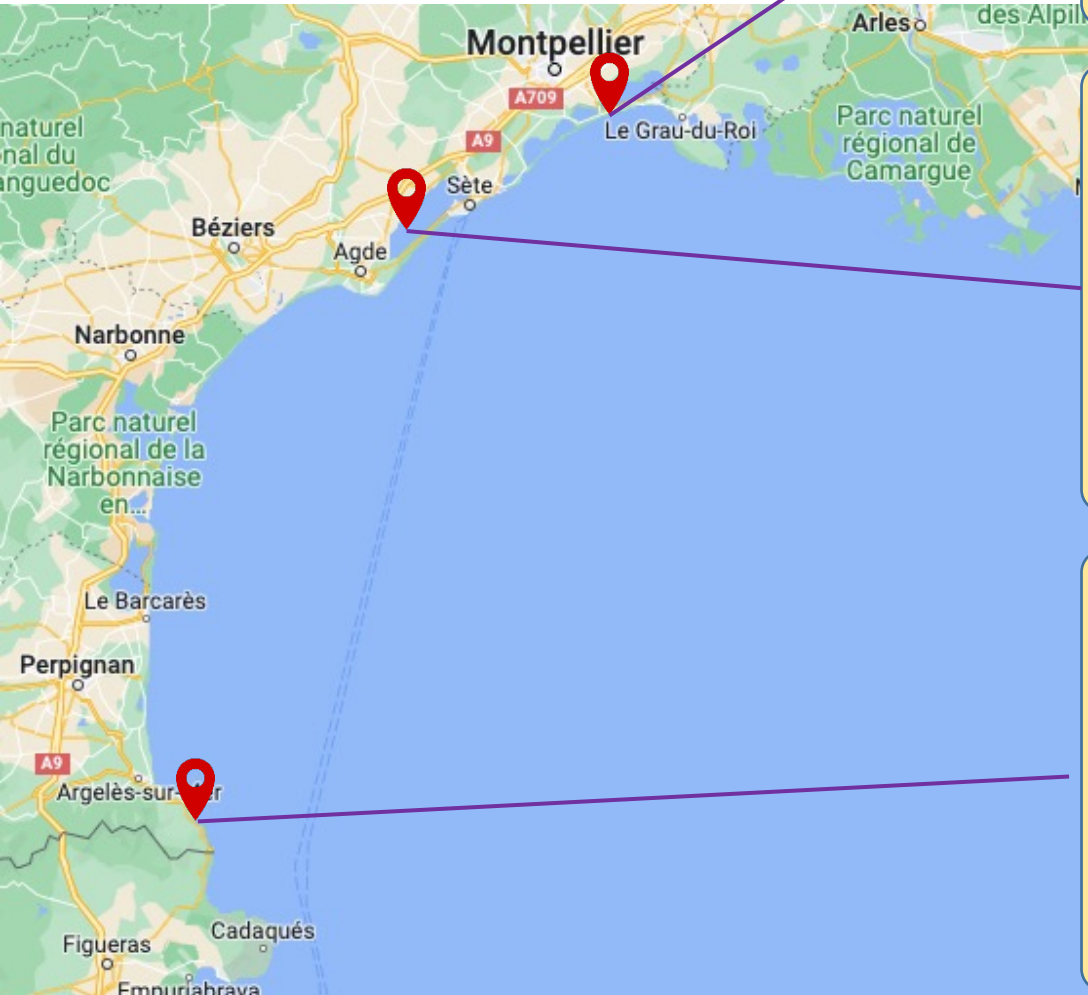 Montpellier
Arles
des Alpil
A709
Le Grau-du-Roi
Parc naturel
régional de
Camargue
naturel
nal du
anguedoc
A9
Sète
Béziers
Agde
Narbonne
Parc naturel
régional de la
Narbonnaise
en...
Le Barcarès
Perpignan
A9
Argelès-sur-
er
Cadaqués
Figueras
Empuriabrava